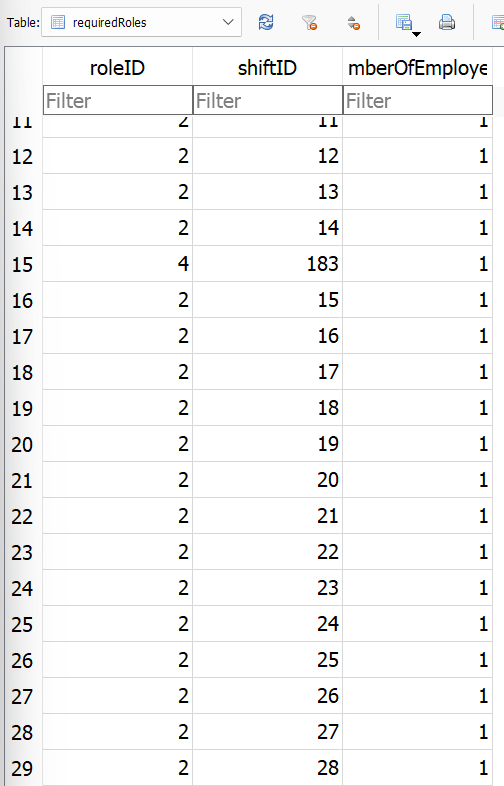 Table: requiredRoles
roleID shiftID mberOfEmploye
Filter Filter Filter
11 2 11 1
12 2 12 1
13 2 13 1
14 2 14 1
15 4 183 1
16 2 15 1
17 2 16 1
18 2 17 1
19 2 18 1
20 2 19 1
21 2 20 1
22 2 21 1
23 2 22 1
24 2 23 1
25 2 24 1
26 2 25 1
27 2 26 1
28 2 27 1
29 2 28 1